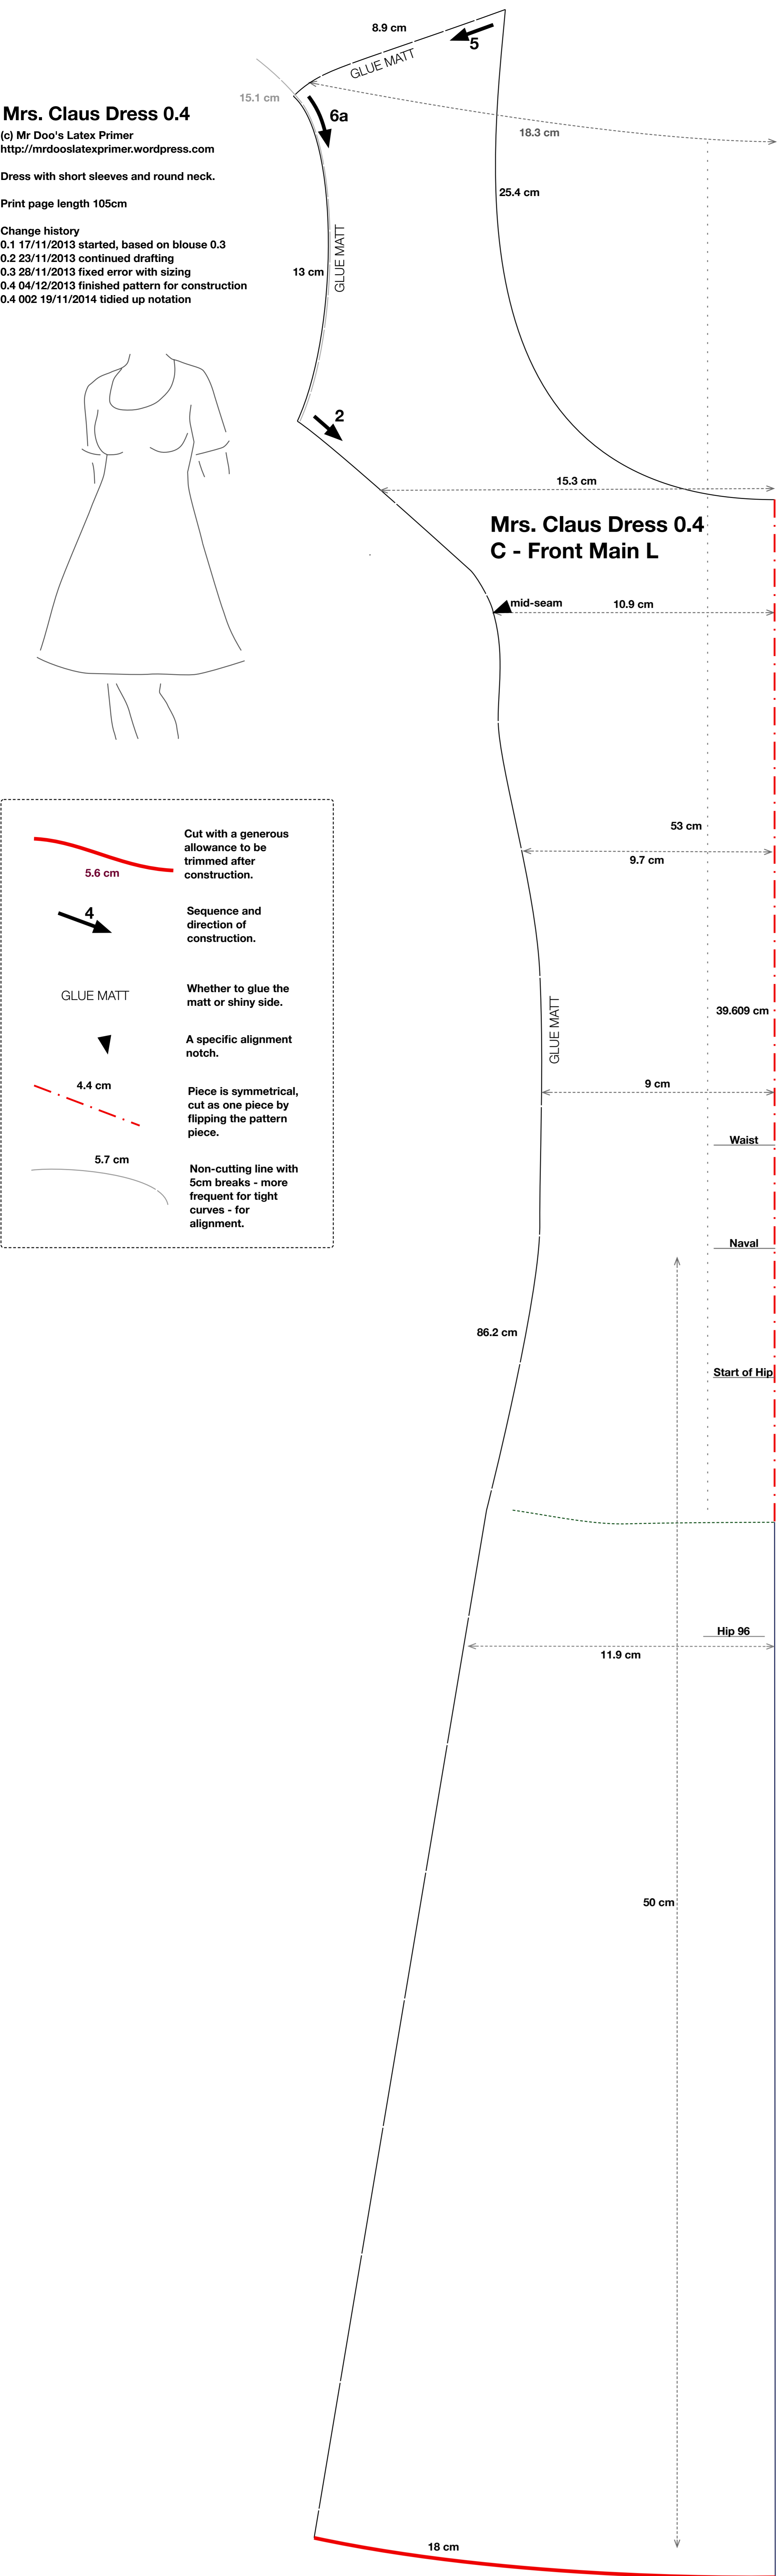 8.9 cm
5
GLUE MATT
15.1 cm
6a
18.3 cm
Mrs. Claus Dress 0.4
(c) Mr Doo's Latex Primer
http://mrdooslatexprimer.wordpress.com
Dress with short sleeves and round neck.
Print page length 105cm
Change history
0.1 17/11/2013 started, based on blouse 0.3
0.2 23/11/2013 continued drafting
0.3 28/11/2013 fixed error with sizing
0.4 04/12/2013 finished pattern for construction
0.4 002 19/11/2014 tidied up notation
25.4 cm
GLUE MATT
13 cm
2
15.3 cm
Mrs. Claus Dress 0.4
C - Front Main L
mid-seam
10.9 cm
53 cm
9.7 cm
Cut with a generous
allowance to be
trimmed after
construction.
5.6 cm
4
Sequence and
direction of
construction.
GLUE MATT
Whether to glue the
matt or shiny side.
A specific alignment
notch.
4.4 cm
Piece is symmetrical,
cut as one piece by
flipping the pattern
piece.
5.7 cm
Non-cutting line with
5cm breaks - more
frequent for tight
curves - for
alignment.
39.609 cm
GLUE MATT
9 cm
Waist
Naval
86.2 cm
Start of Hip
Hip 96
11.9 cm
50 cm
18 cm